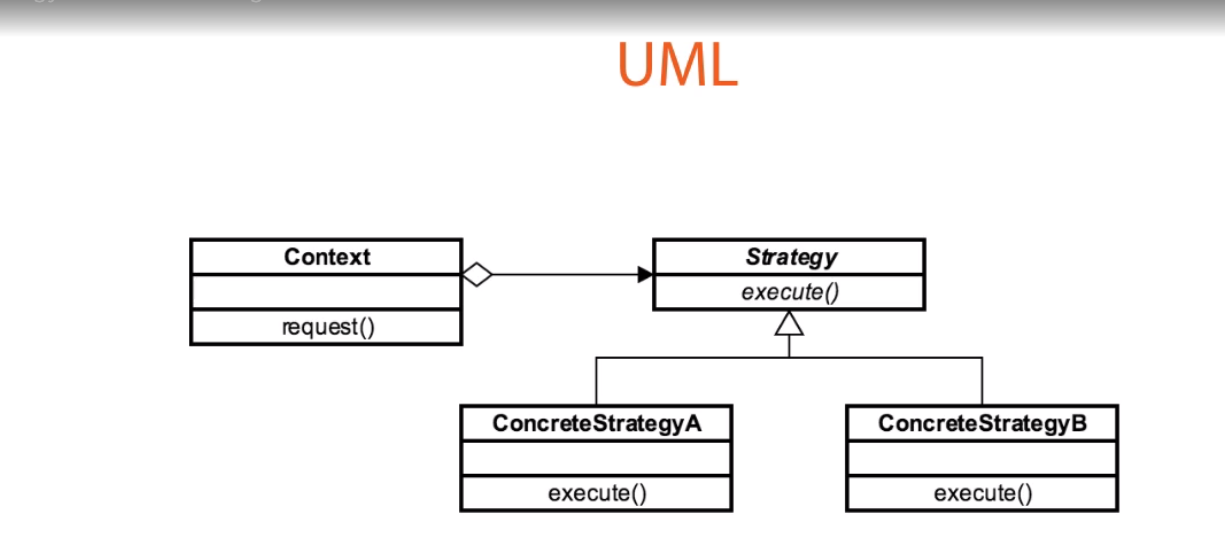 UML
Context
request()
Strategy
execute()
ConcreteStrategyA
execute()
ConcreteStrategyB
execute()